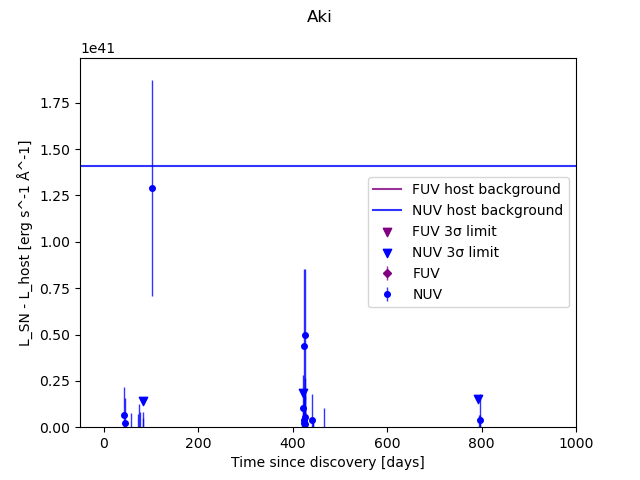 Aki
1e41
1.75
1.50
1.25
1.00
0.75
0.50
0.25
0.00
L_SN - L_host [erg s^-1 Å^-1]
FUV host background
NUV host background
FUV 3σ limit
NUV 3σ limit
FUV
NUV
0 200 400 600 800 1000
Time since discovery [days]